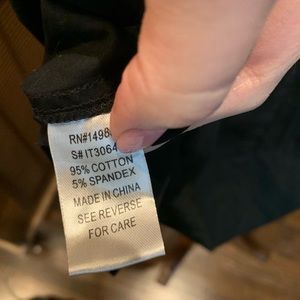 RN#1498
S# IT3064
95% COTTON
5% SPANDEX
MADE IN CHINA
SEE REVERSE
FOR CARE